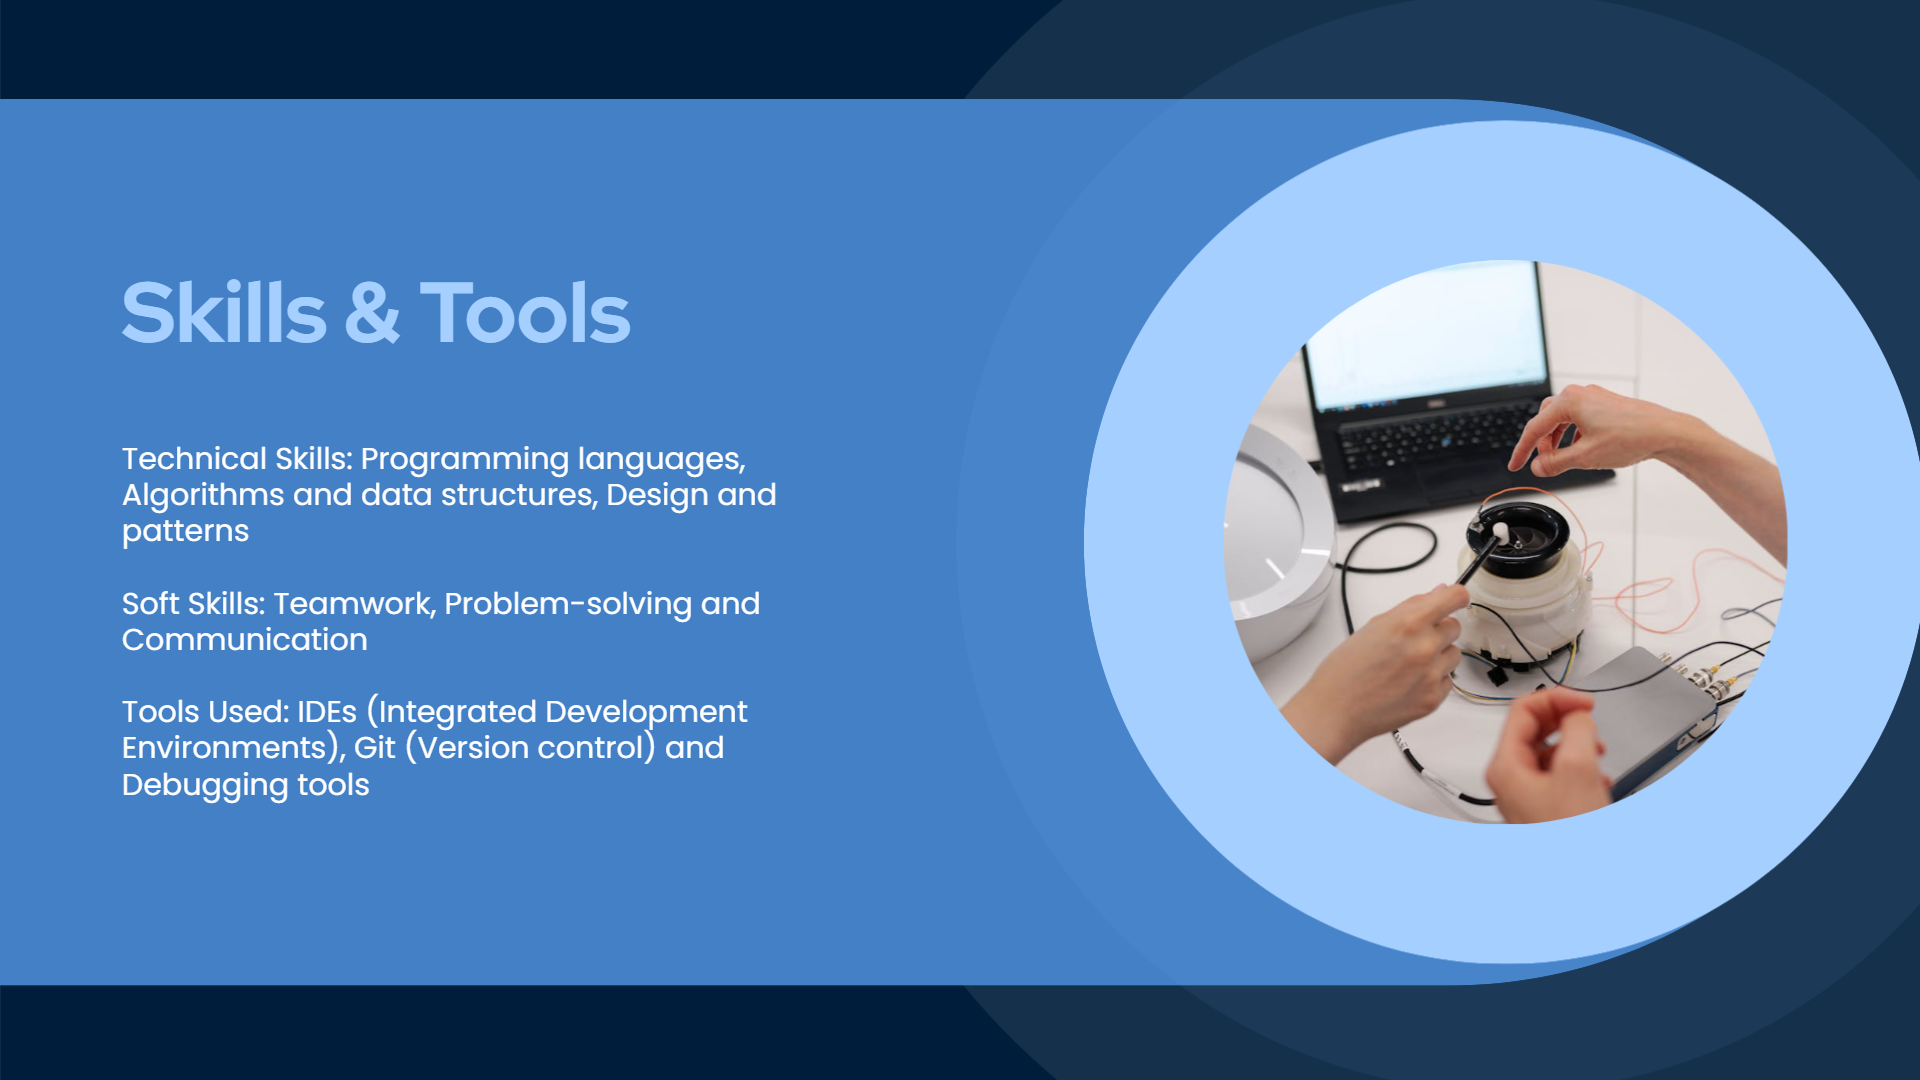 Skills & Tools
Technical Skills: Programming languages,
Algorithms and data structures, Design and
patterns
Soft Skills: Teamwork, Problem-solving and
Communication
Tools Used: IDEs (Integrated Development
Environments), Git (Version control) and
Debugging tools